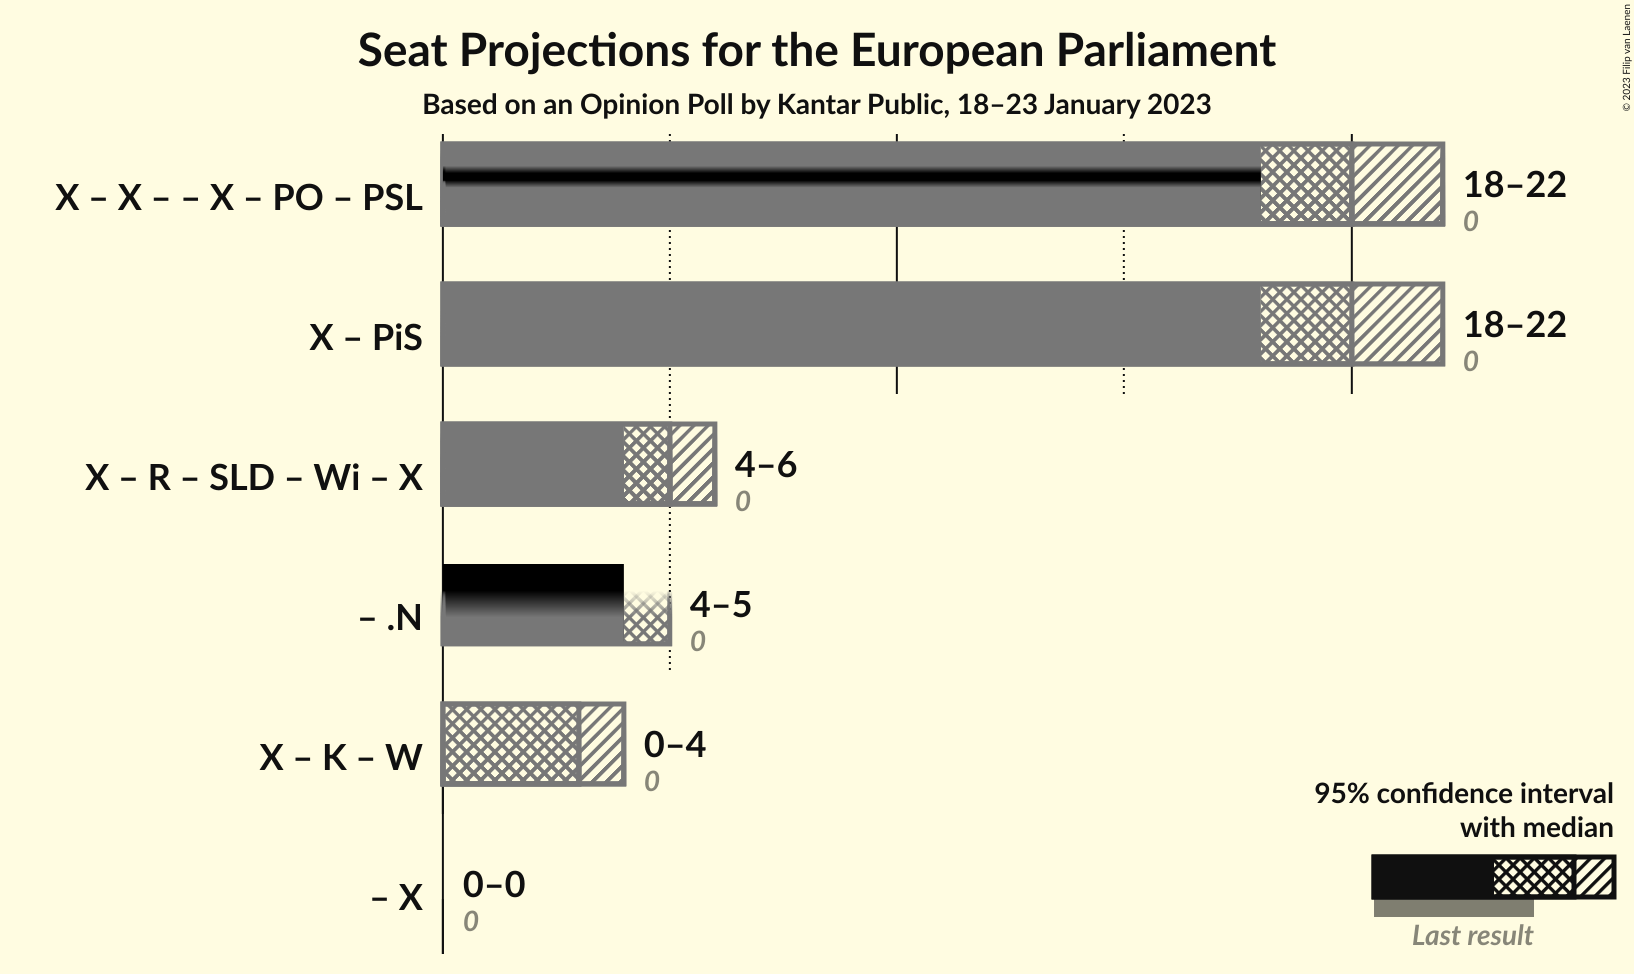 Seat Projections for the European Parliament
Based on an Opinion Poll by Kantar Public, 18–23 January 2023
© 2023 Filip van Laenen
X – X – – X – PO – PSL
18–22
0
X – PiS
18–22
0
X – R – SLD – Wi – X
4–6
0
– .N
4–5
0
X – K – W
0–4
0
– X
0–0
0
95% confidence interval
with median
Last result